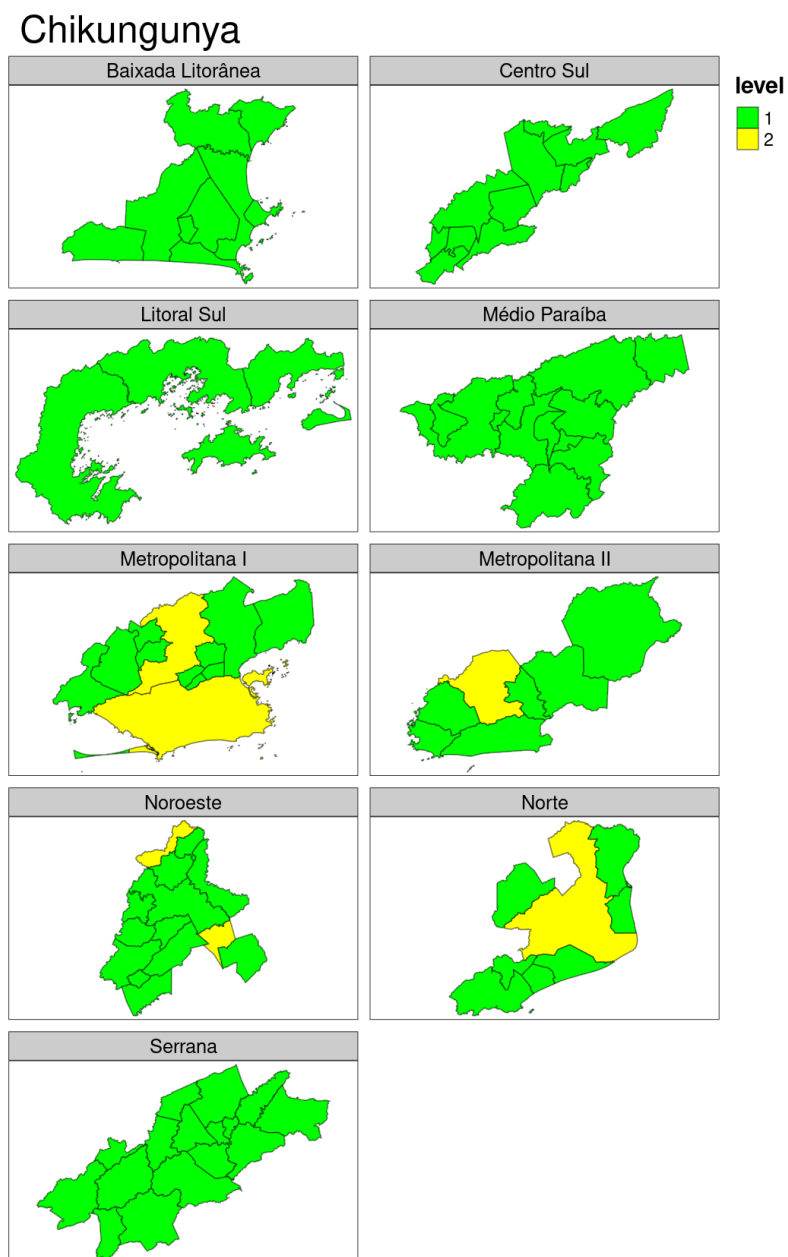 Chikungunya
Baixada Litorânea
Centro Sul
level
1
2
Litoral Sul
Médio Paraíba
Metropolitana I
Metropolitana II
Noroeste
Norte
Serrana